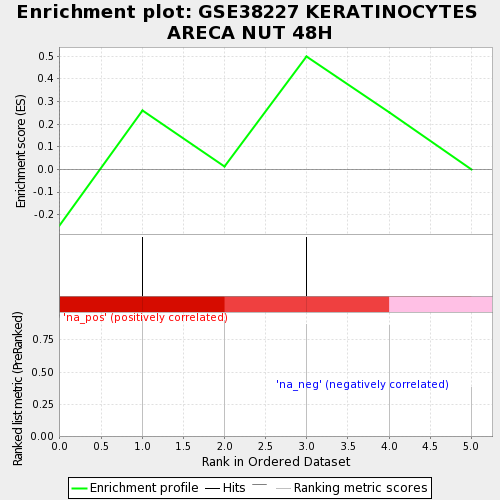 Enrichment plot: GSE38227 KERATINOCYTES
ARECA NUT 48H
Enrichment score (ES)
0.5
0.4
0.3
0.2
0.1
0.0
-0.1
-0.2
'na_pos' (positively correlated)
'na_neg' (negatively correlated)
Ranked list metric (PreRanked)
0.75
0.50
0.25
0.00
0.0 0.5 1.0 1.5 2.0 2.5 3.0 3.5 4.0 4.5 5.0
Rank in Ordered Dataset
Enrichment profile Hits Ranking metric scores